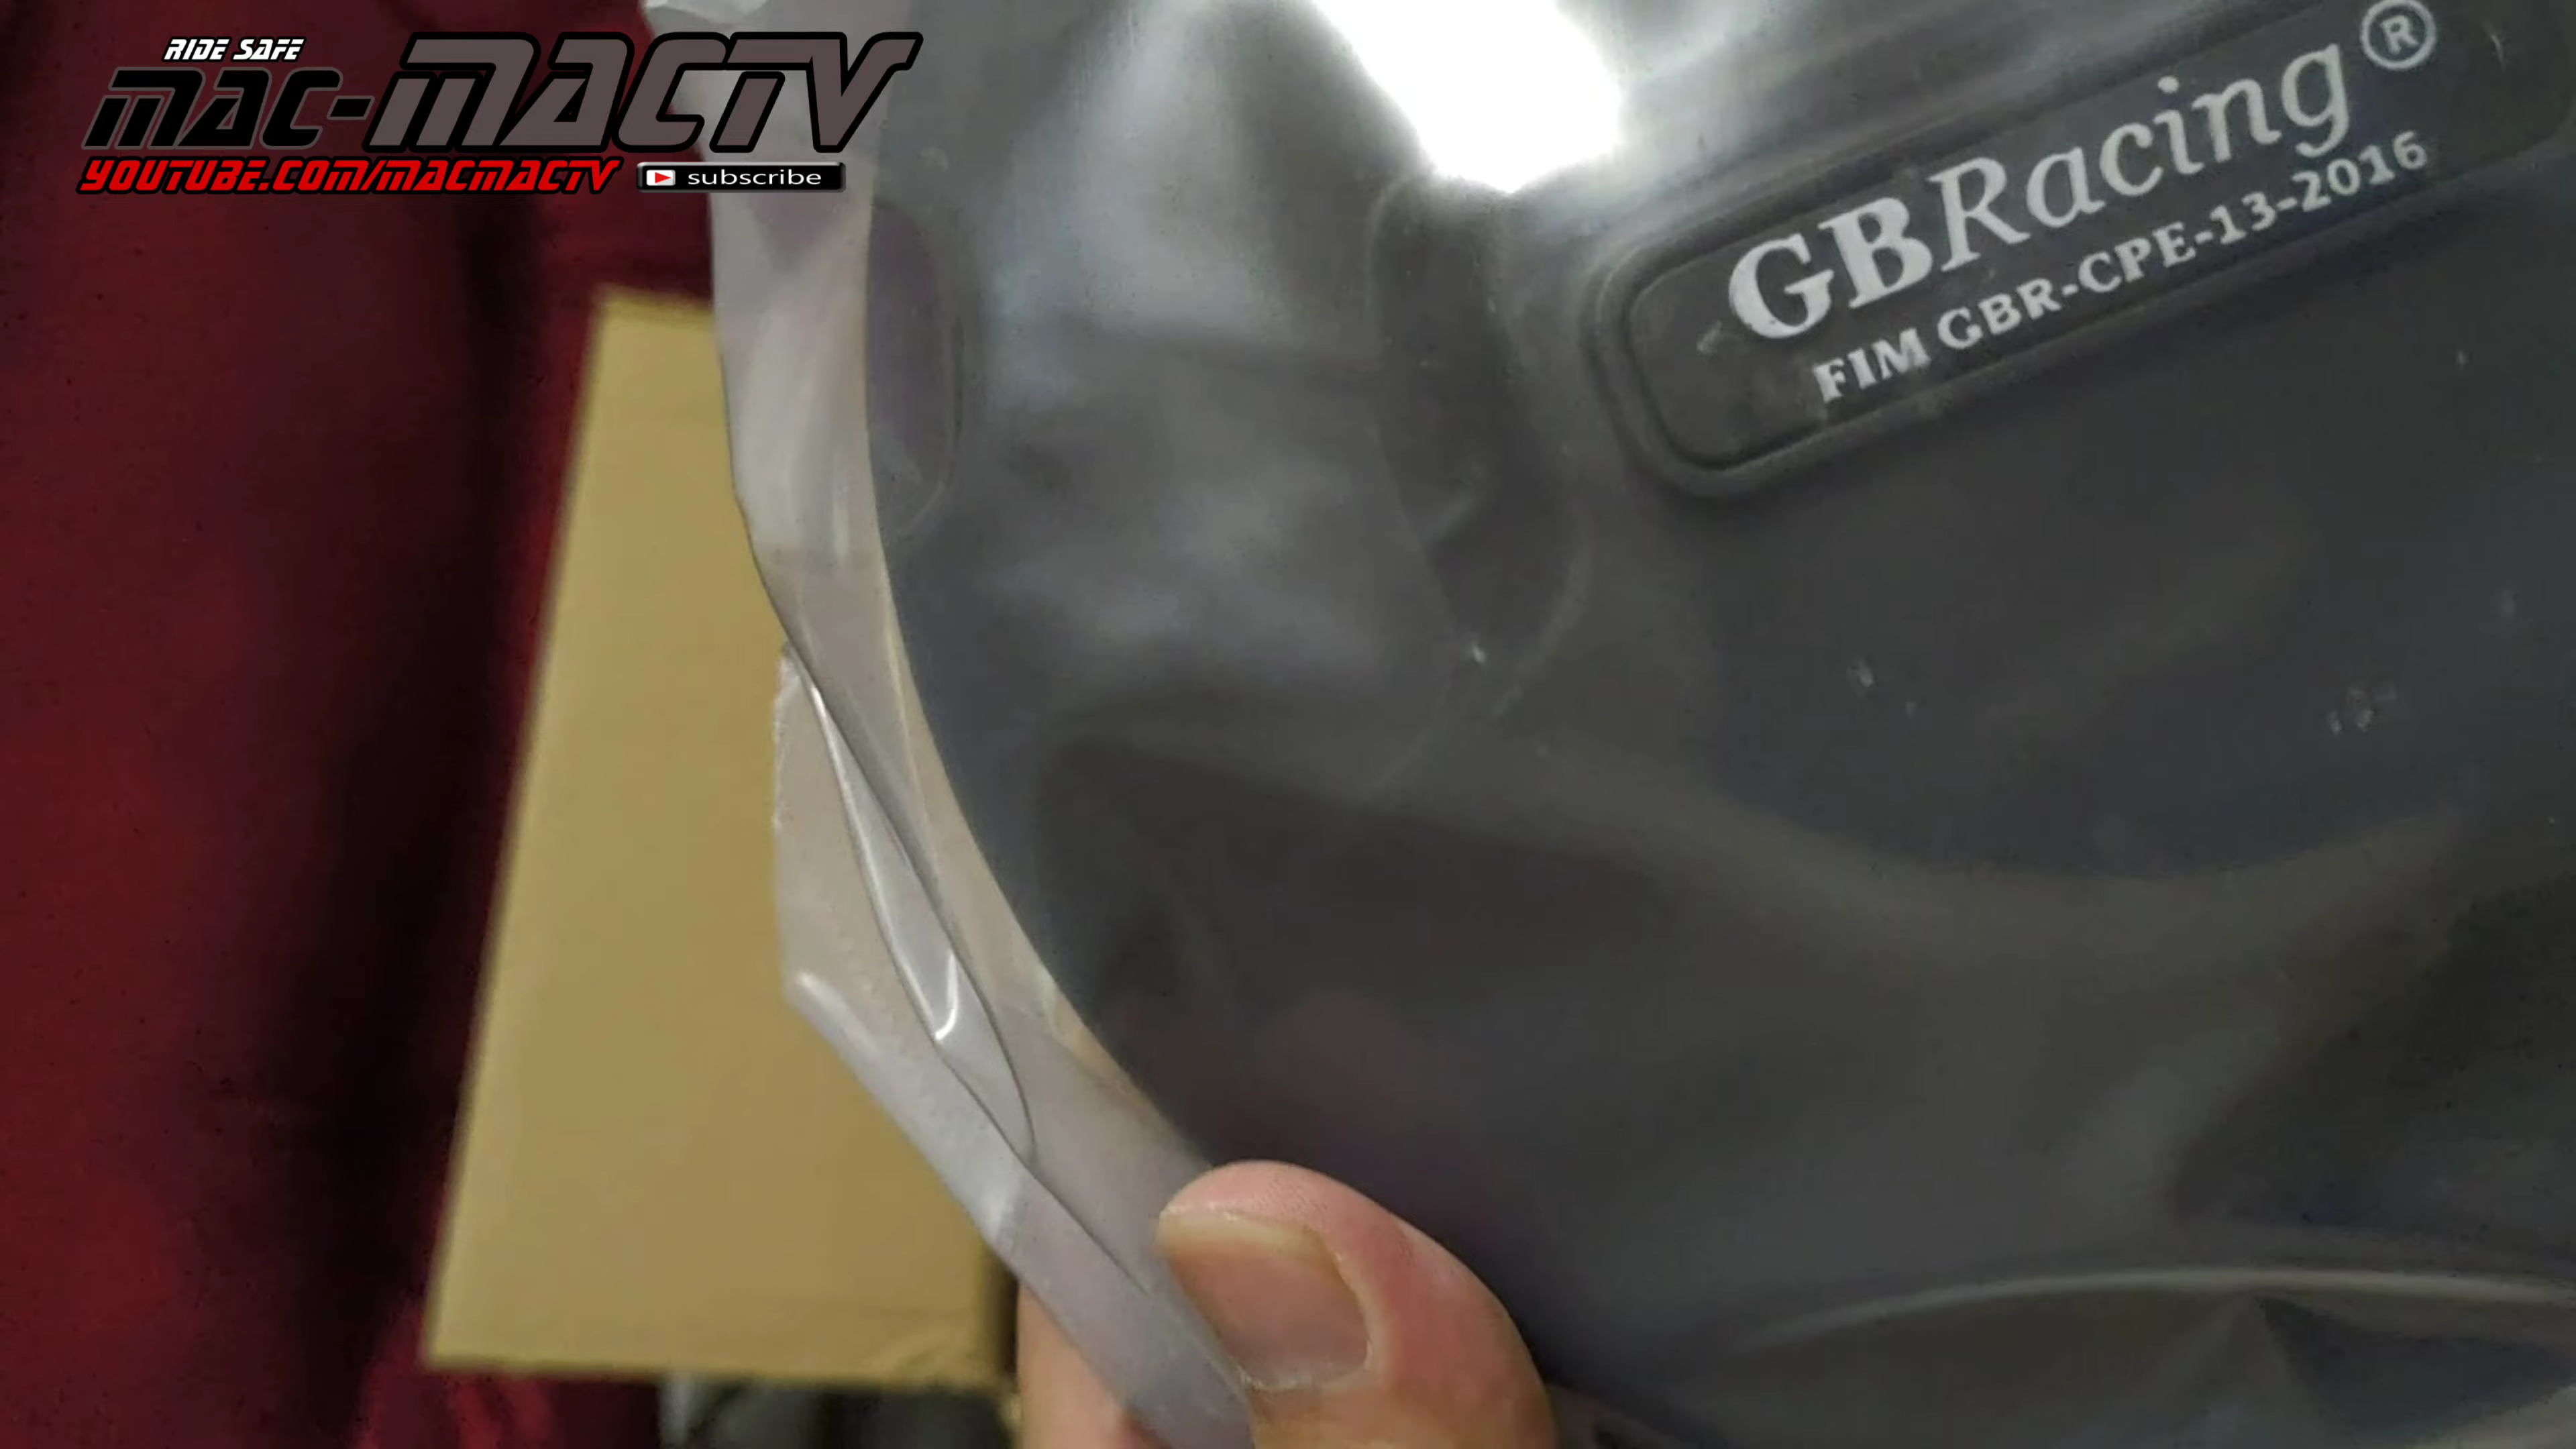 RIDE SAFE
MAC-MACTV
YOUTUBE.COM/MACMACTV
subscribe
GBRacing®
FIM GBR-CPE-13-2016